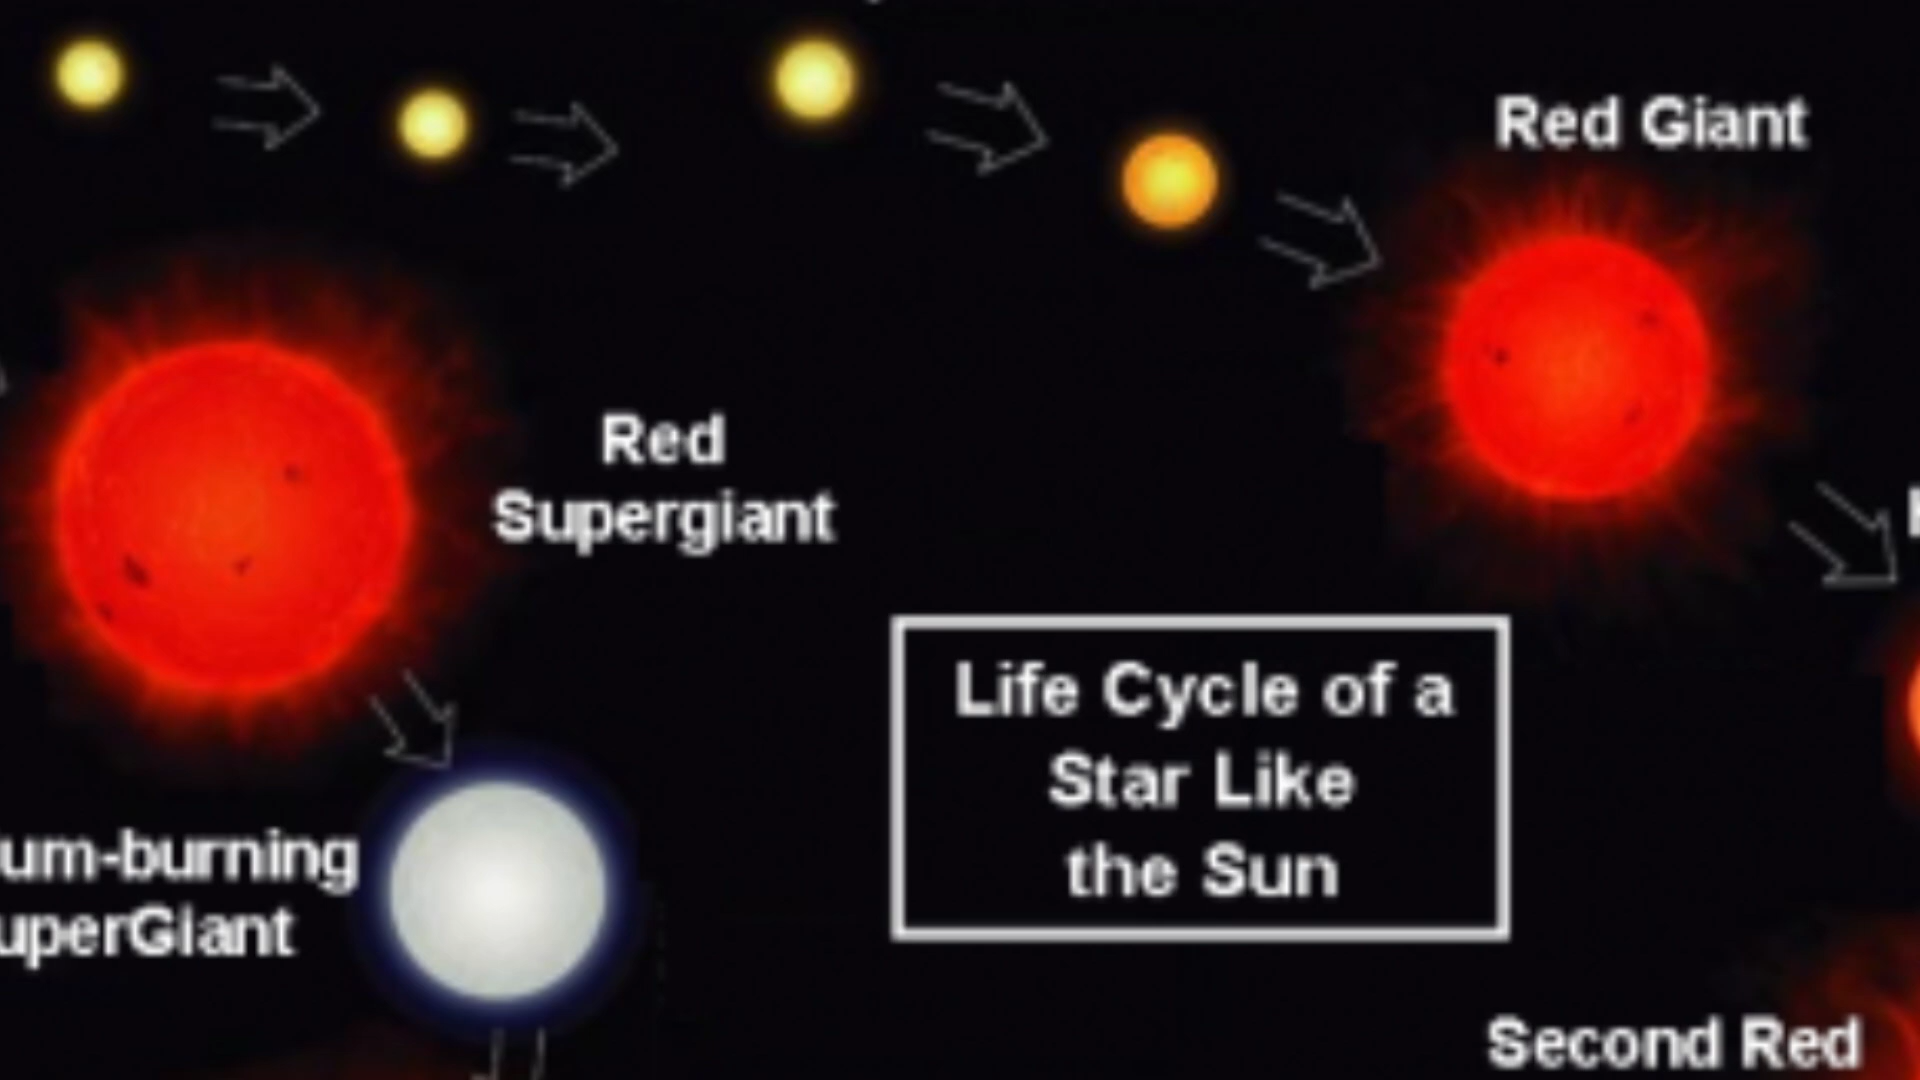 Red Giant
Red
Supergiant
Life Cycle of a
Star Like
the Sun
um-burning
uperGiant
Second Red